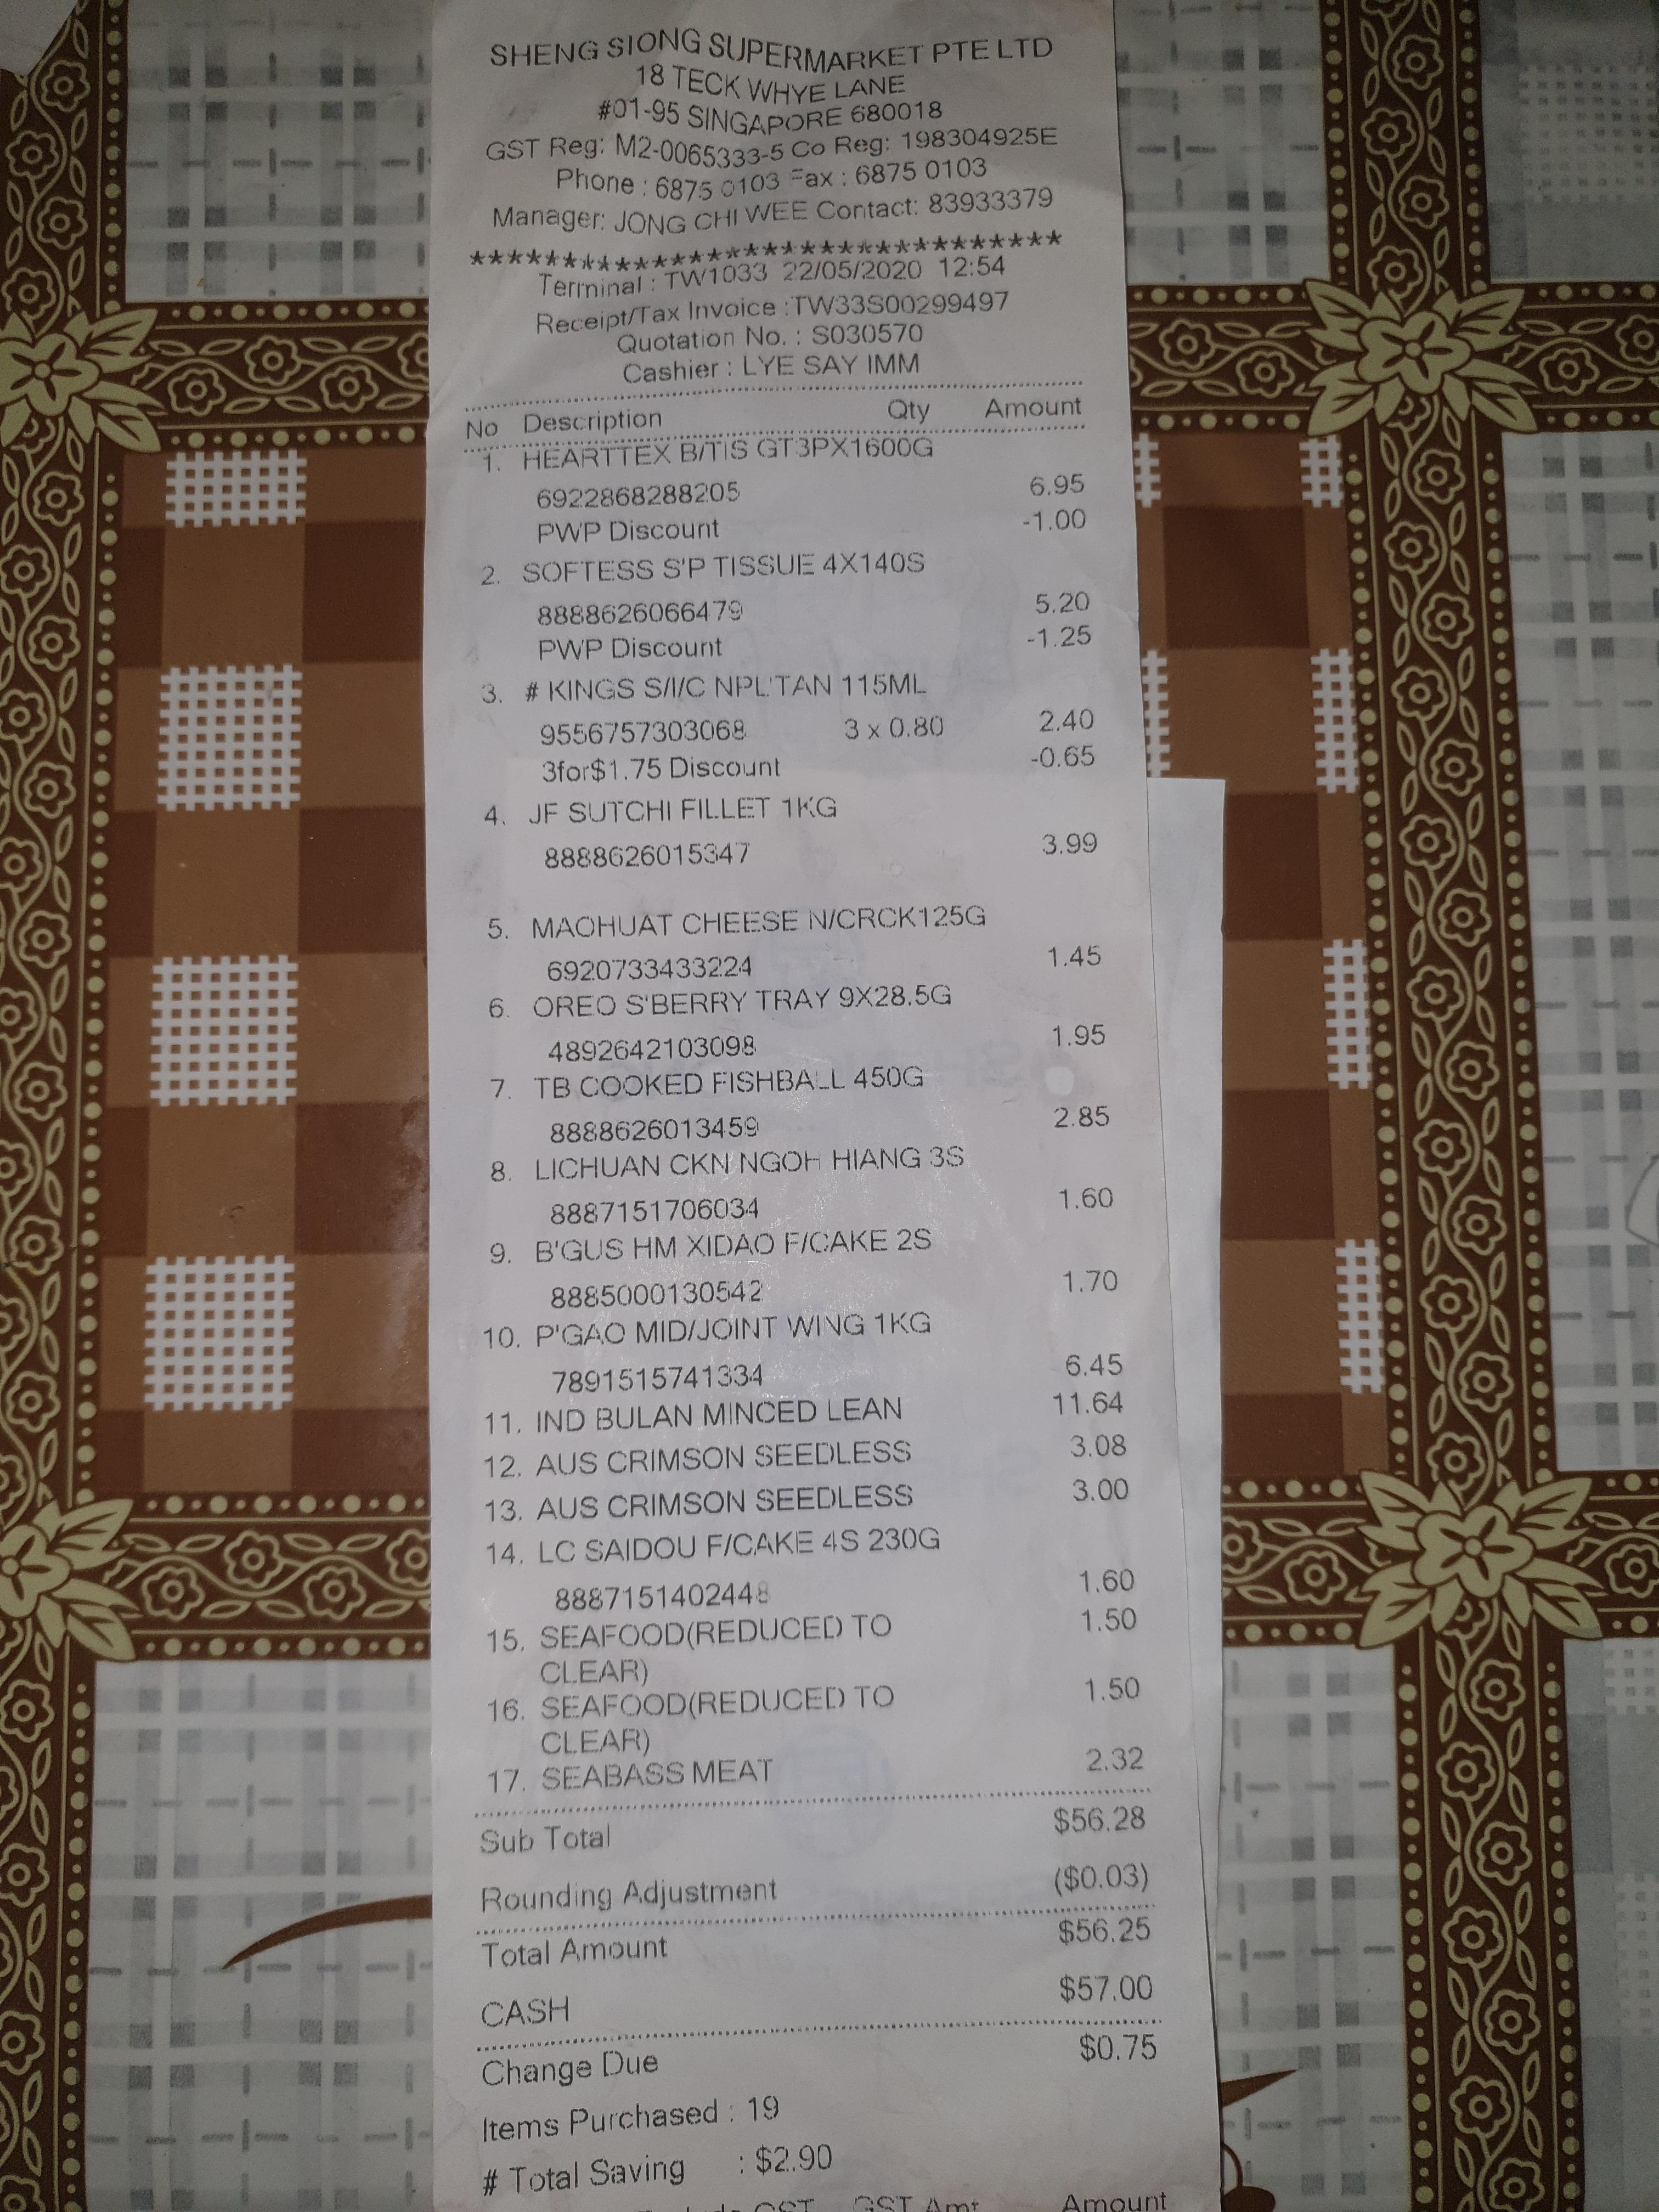 SHENG SIONG SUPERMARKET PTE LTD
18 TECK WHYE LANE
#01-95 SINGAPORE 680018
GST Reg: M2-0065333-5 Co Reg: 198304925E
Phone : 6875 0103 Fax : 6875 0103
Manager: JONG CHI WEE Contact: 83933379
********************************
Terminal : TW1033 22/05/2020 12:54
Receipt/Tax Invoice :TW33S00299497
Quotation No. : S030570
Cashier : LYE SAY IMM
No Description Qty Amount
1. HEARTTEX B/TIS GT3PX1600G
6922868288205 6.95
PWP Discount -1.00
2. SOFTESS S'P TISSUE 4X140S
8888626066479 5.20
PWP Discount -1.25
3. # KINGS S/I/C NPL'TAN 115ML
9556757303068 3 x 0.80 2.40
3for$1.75 Discount -0.65
4. JF SUTCHI FILLET 1KG
8888626015347 3.99
5. MAOHUAT CHEESE N/CRCK125G
6920733433224 1.45
6. OREO S'BERRY TRAY 9X28.5G
4892642103098 1.95
7. TB COOKED FISHBALL 450G
8888626013459 2.85
8. LICHUAN CKN NGOH HIANG 3S
8887151706034 1.60
9. B'GUS HM XIDAO F/CAKE 2S
8885000130542 1.70
10. P'GAO MID/JOINT WING 1KG
7891515741334 6.45
11. IND BULAN MINCED LEAN 11.64
12. AUS CRIMSON SEEDLESS 3.08
13. AUS CRIMSON SEEDLESS 3.00
14. LC SAIDOU F/CAKE 4S 230G
8887151402448 1.60
15. SEAFOOD(REDUCED TO 1.50
CLEAR)
16. SEAFOOD(REDUCED TO 1.50
CLEAR)
17. SEABASS MEAT 2.32
Sub Total $56.28
Rounding Adjustment ($0.03)
Total Amount $56.25
CASH $57.00
Change Due $0.75
Items Purchased : 19
# Total Saving : $2.90
GST GST Amt Amount